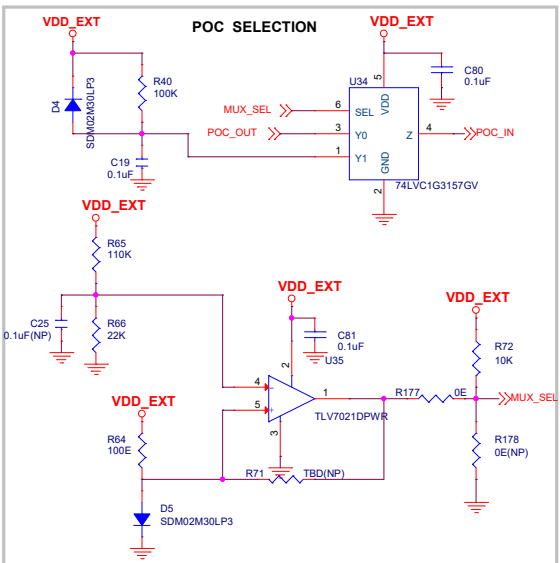 POC SELECTION
VDD_EXT
VDD_EXT
D4
SDM02M30LP3
R40
100K
C19
0.1uF
U34
C80
0.1uF
MUX_SEL
6
SEL
VDD
5
POC_OUT
3
Y0
Z
4
POC_IN
1
Y1
GND
2
74LVC1G3157GV
VDD_EXT
R65
110K
C25
0.1uF(NP)
R66
22K
VDD_EXT
C81
0.1uF
U35
2
4
5
1
3
TLV7021DPWR
VDD_EXT
R64
100E
R71
TBD(NP)
D5
SDM02M30LP3
R177
0E
VDD_EXT
R72
10K
MUX_SEL
R178
0E(NP)